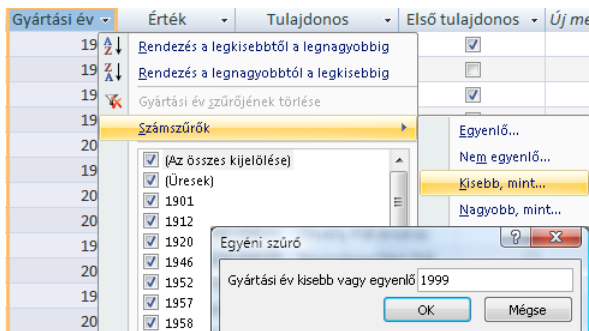 Gyártási év Érték Tulajdonos Első tulajdonos Új me
19 Rendezés a legkisebbtől a legnagyobbig
19 Rendezés a legnagyobbtól a legkisebbig
19 Gyártási év szűrőjének törlése
19 Számszűrők
20 (Az összes kijelölése)
19 (Üresek)
20 1901
20 1912
19 1920
20 1946
19 1952
20 1957
1958
Egyenlő...
Nem egyenlő...
Kisebb, mint...
Nagyobb, mint...
Egyéni szűrő
Gyártási év kisebb vagy egyenlő 1999
OK Mégse